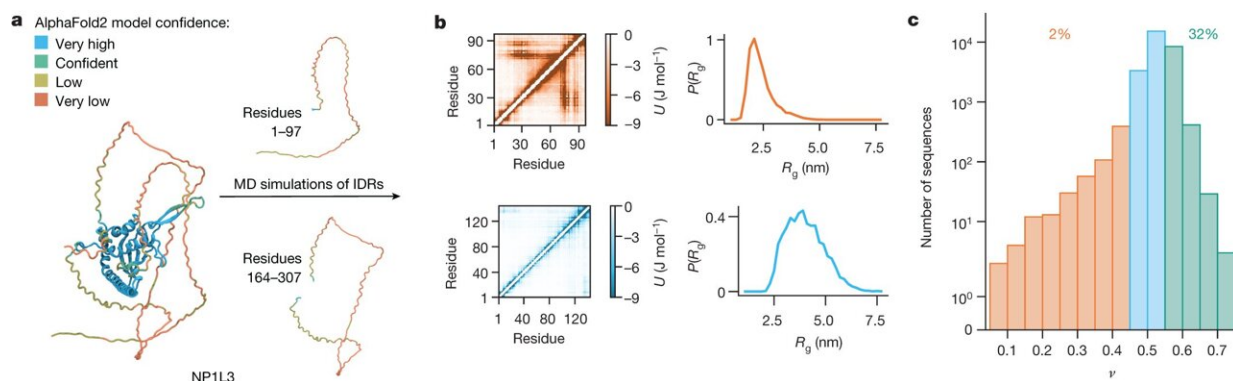 a
AlphaFold2 model confidence:
Very high
Confident
Low
Very low
Residues
1–97
MD simulations of IDRs
Residues
164–307
NP1L3
b
Residue
90
60
30
1
1 30 60 90
Residue
0
−3
−6
−9
U (J mol⁻¹)
P(Rg)
1
0
2.5 5.0 7.5
Rg (nm)
Residue
120
80
40
1
1 40 80 120
Residue
0
−3
−6
−9
U (J mol⁻¹)
P(Rg)
0.4
0
2.5 5.0 7.5
Rg (nm)
c
2% 32%
Number of sequences
10⁴
10³
10²
10¹
10⁰
0
0.1 0.2 0.3 0.4 0.5 0.6 0.7
ν